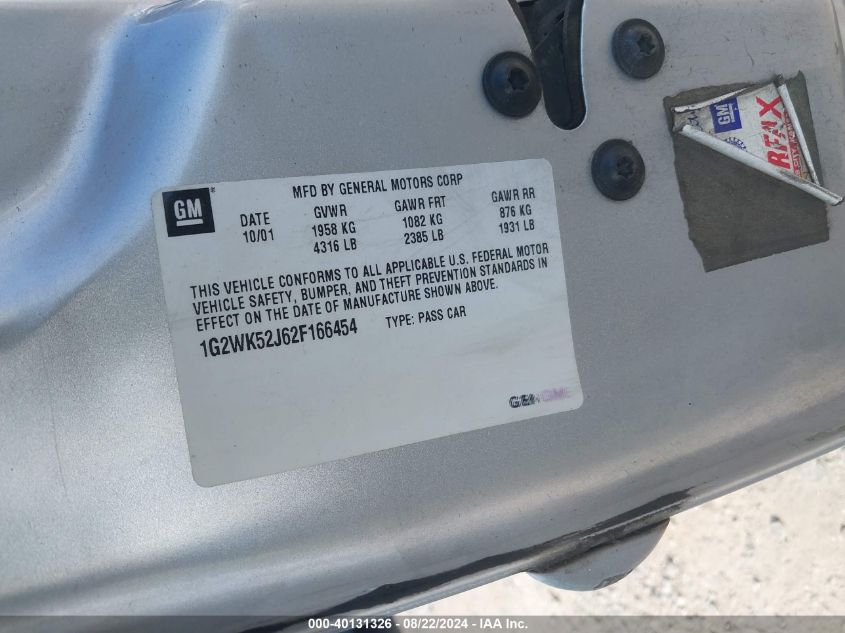 GM
MFD BY GENERAL MOTORS CORP
DATE GVWR GAWR FRT GAWR RR
10/01 1958 KG 1082 KG 876 KG
4316 LB 2385 LB 1931 LB
THIS VEHICLE CONFORMS TO ALL APPLICABLE U.S. FEDERAL MOTOR
VEHICLE SAFETY, BUMPER, AND THEFT PREVENTION STANDARDS IN
EFFECT ON THE DATE OF MANUFACTURE SHOWN ABOVE.
1G2WK52J62F166454 TYPE: PASS CAR
GM
000-40131326 - 08/22/2024 - IAA Inc.